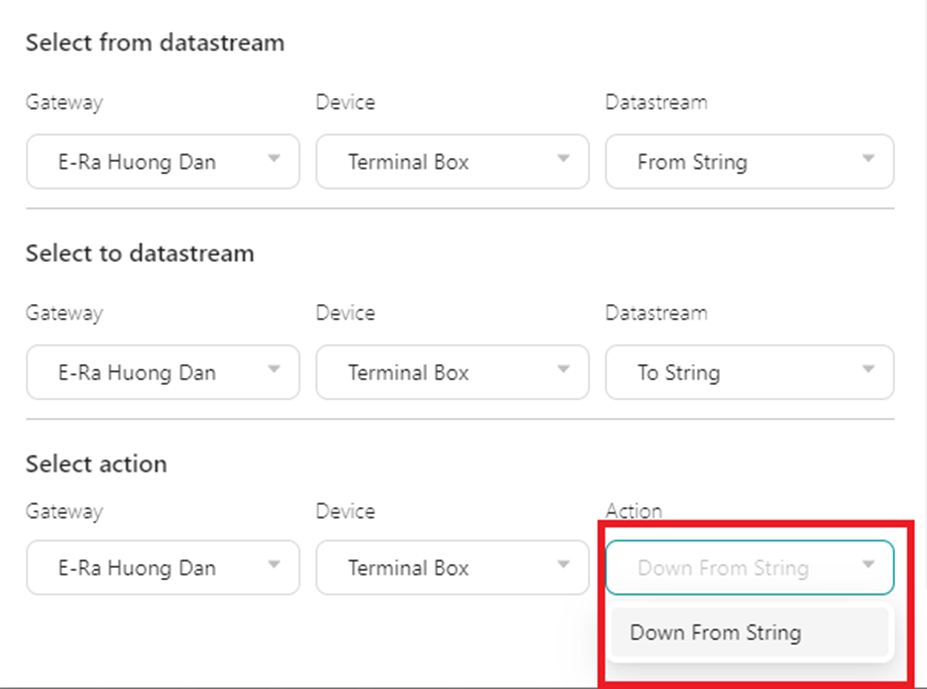 Select from datastream
Gateway Device Datastream
E-Ra Huong Dan Terminal Box From String
Select to datastream
Gateway Device Datastream
E-Ra Huong Dan Terminal Box To String
Select action
Gateway Device Action
E-Ra Huong Dan Terminal Box Down From String
Down From String